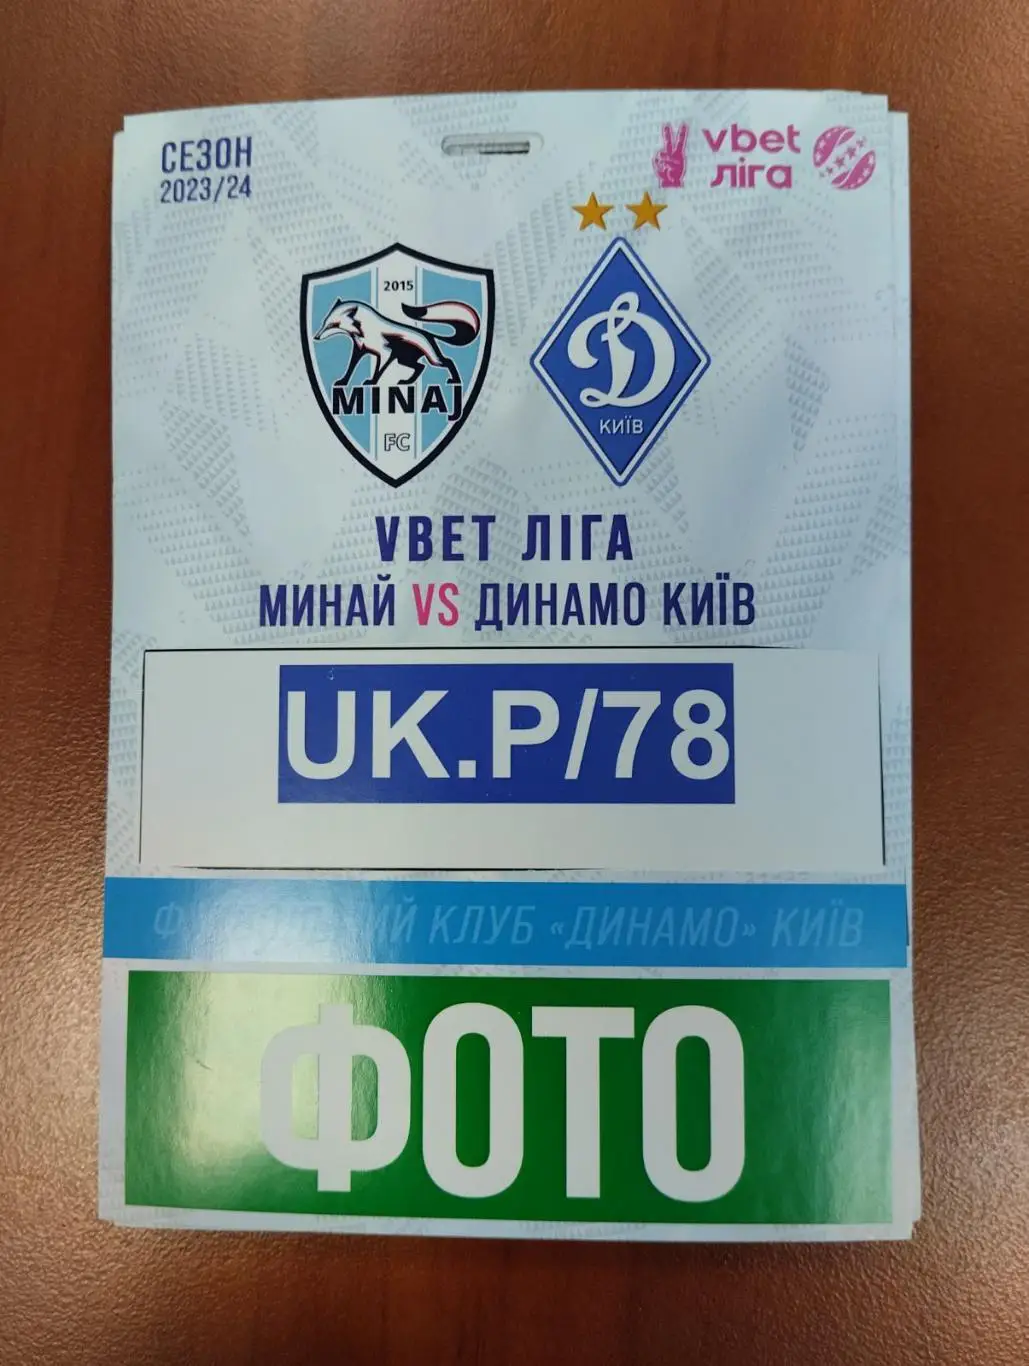 СЕЗОН
2023/24
vbet
ліга
2015
MINAJ
FC
КИЇВ
VBET ЛІГА
МИНАЙ VS ДИНАМО КИЇВ
UK.P/78
КЛУБ «ДИНАМО» КИЇВ
ФОТО